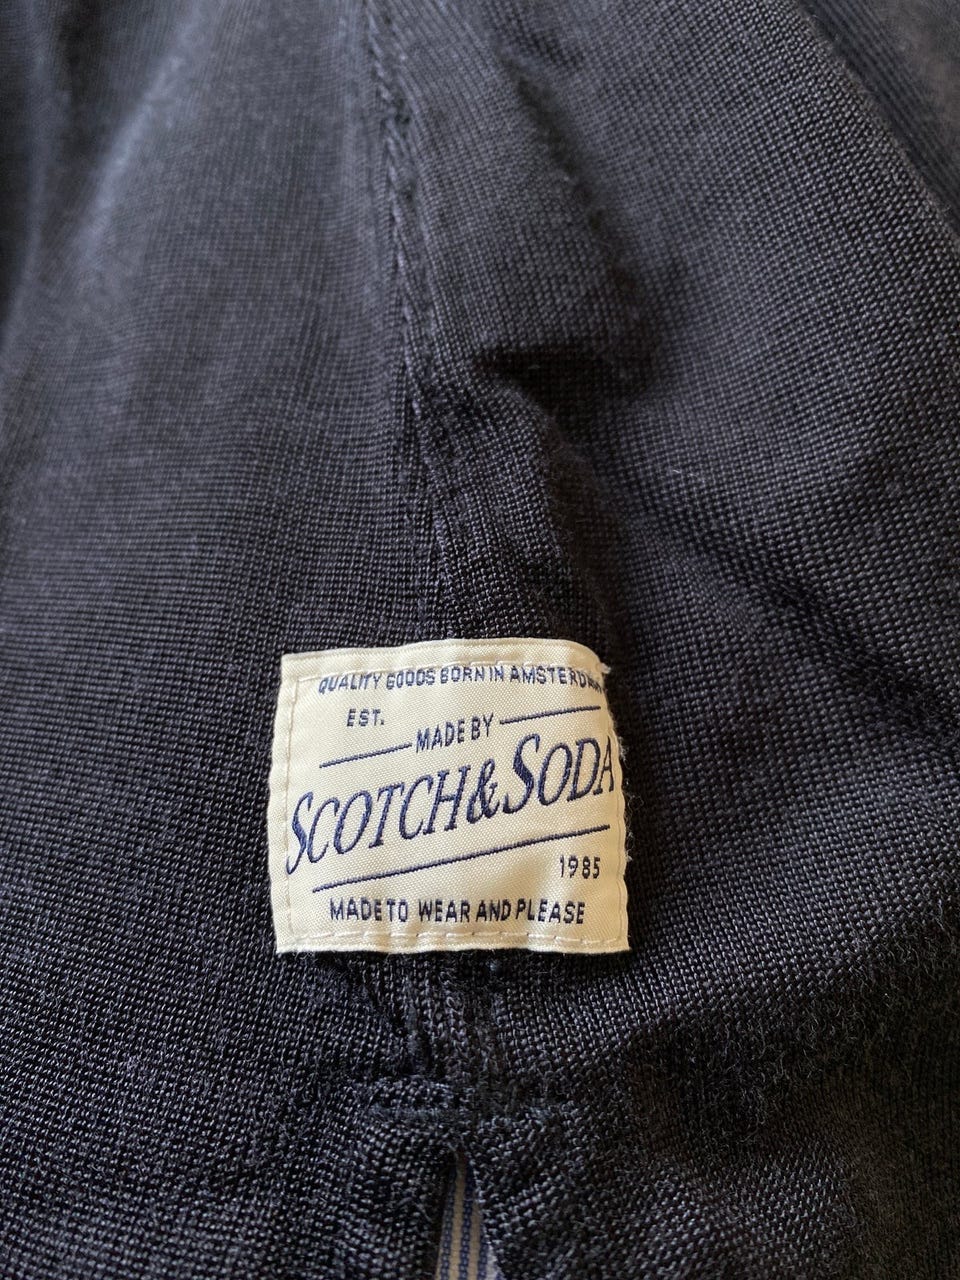 QUALITY GOODS BORN IN AMSTERDAM
EST.
MADE BY
SCOTCH & SODA
1985
MADE TO WEAR AND PLEASE